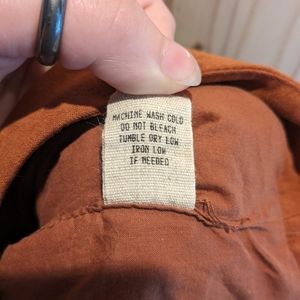 MACHINE WASH COLD
DO NOT BLEACH
TUMBLE DRY LOW
IRON LOW
IF NEEDED